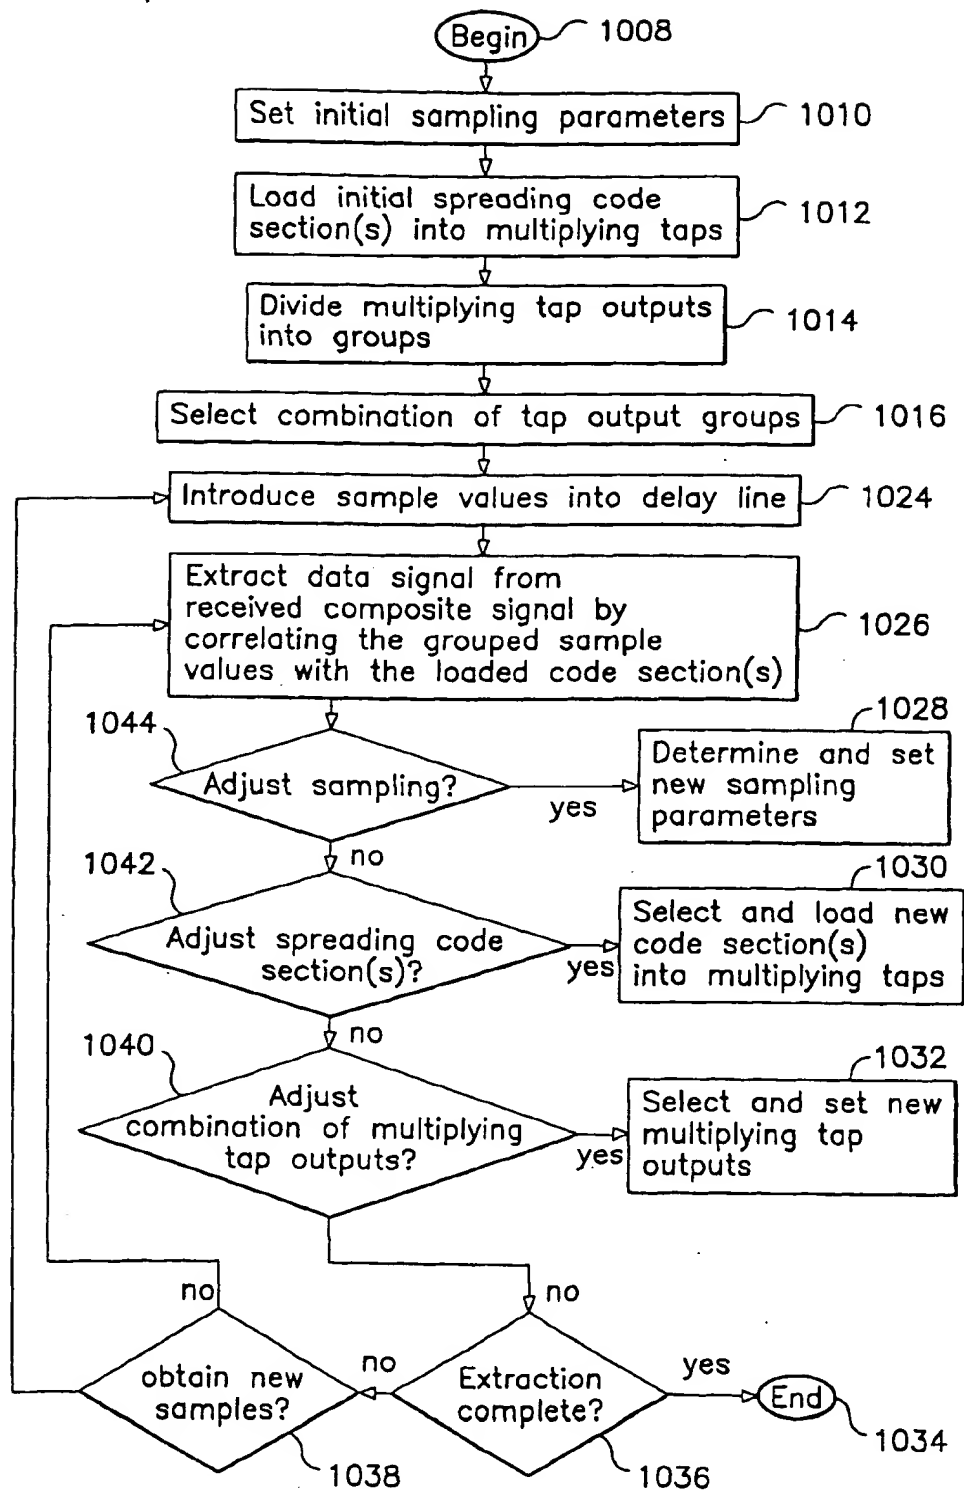 Begin
1008
Set initial sampling parameters
1010
Load initial spreading code
section(s) into multiplying taps
1012
Divide multiplying tap outputs
into groups
1014
Select combination of tap output groups
1016
Introduce sample values into delay line
1024
Extract data signal from
received composite signal by
correlating the grouped sample
values with the loaded code section(s)
1026
1044
Adjust sampling?
yes
1028
Determine and set
new sampling
parameters
no
1042
Adjust spreading code
section(s)?
yes
1030
Select and load new
code section(s)
into multiplying taps
no
1040
Adjust
combination of multiplying
tap outputs?
yes
1032
Select and set new
multiplying tap
outputs
no
no
obtain new
samples?
1038
no
Extraction
complete?
1036
yes
End
1034